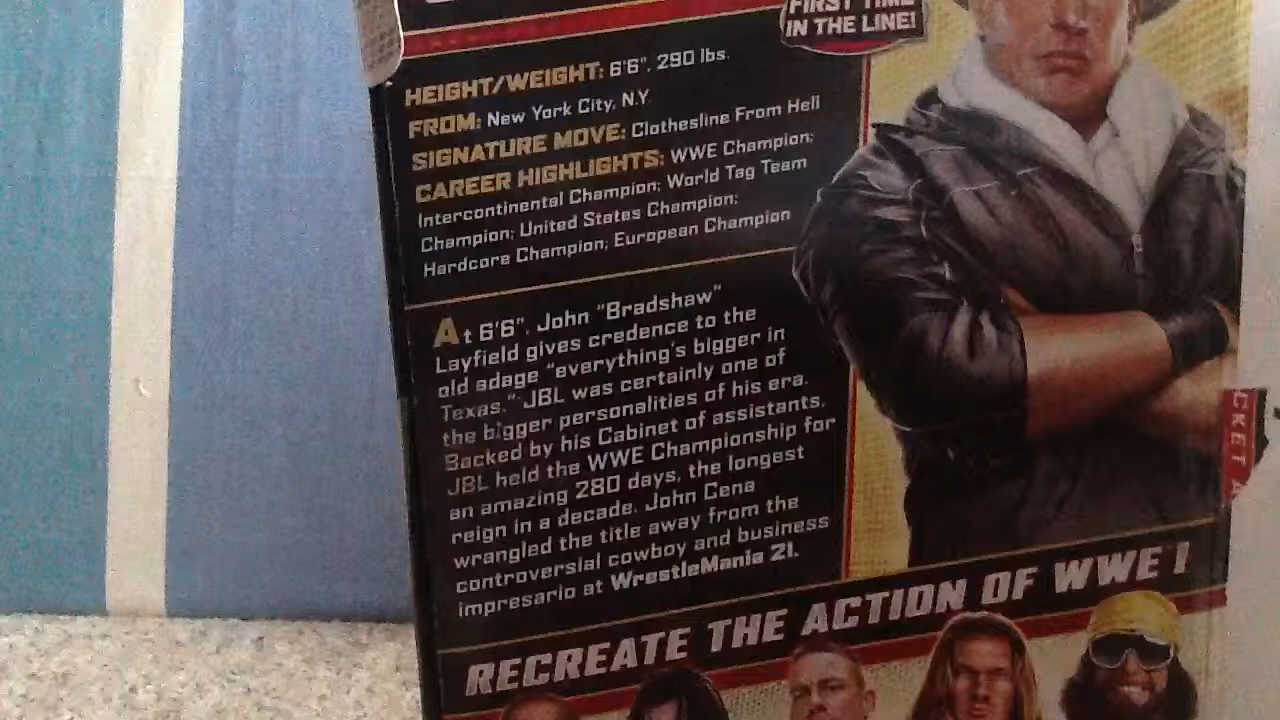 FIRST TIME
IN THE LINE!
HEIGHT/WEIGHT: 6'6", 290 lbs.
FROM: New York City, N.Y.
SIGNATURE MOVE: Clothesline From Hell
CAREER HIGHLIGHTS: WWE Champion;
Intercontinental Champion; World Tag Team
Champion; United States Champion;
Hardcore Champion; European Champion
At 6'6", John "Bradshaw"
Layfield gives credence to the
old adage "everything's bigger in
Texas." JBL was certainly one of
the bigger personalities of his era.
Backed by his Cabinet of assistants,
JBL held the WWE Championship for
an amazing 280 days, the longest
reign in a decade. John Cena
wrangled the title away from the
controversial cowboy and business
impresario at WrestleMania 21.
RECREATE THE ACTION OF WWE!